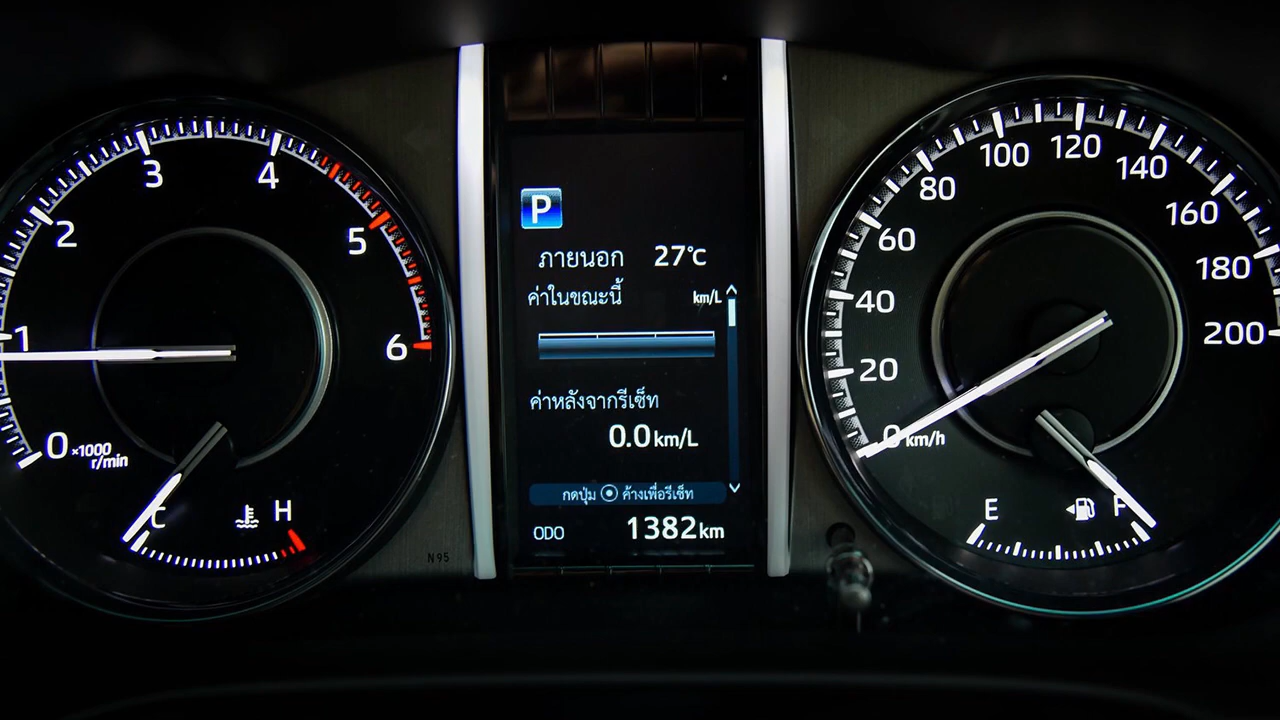 6
5
4
3
2
1
0 ×1000
r/min
C H
N95
P
ภายนอก 27°C
ค่าในขณะนี้ km/L
ค่าหลังจากรีเซ็ท
0.0 km/L
กดปุ่ม ค้างเพื่อรีเซ็ท
ODO 1382 km
0 km/h
20
40
60
80
100
120
140
160
180
200
E F